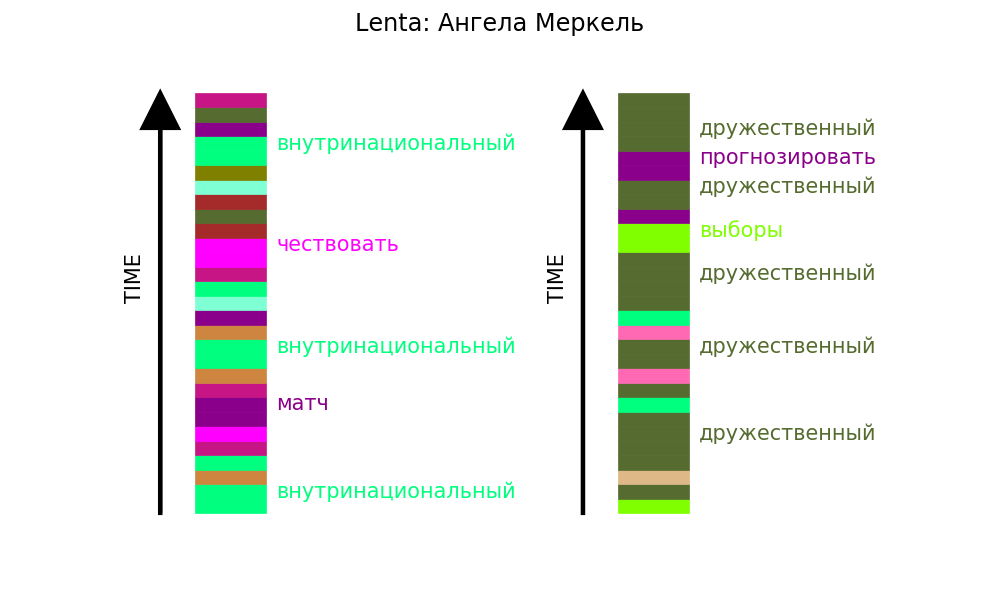 Lenta: Ангела Меркель
TIME
внутринациональный
чествовать
внутринациональный
матч
внутринациональный
TIME
дружественный
прогнозировать
дружественный
выборы
дружественный
дружественный
дружественный